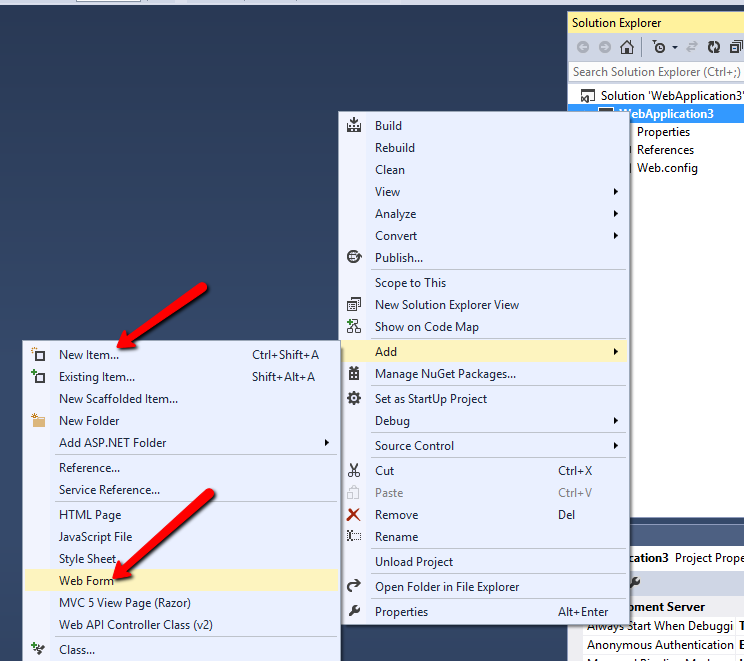 Solution Explorer
Search Solution Explorer (Ctrl+;)
Solution 'WebApplication3'
WebApplication3
Properties
References
Web.config
Build
Rebuild
Clean
View
Analyze
Convert
Publish...
Scope to This
New Solution Explorer View
Show on Code Map
Add
Manage NuGet Packages...
Set as StartUp Project
Debug
Source Control
Cut Ctrl+X
Paste Ctrl+V
Remove Del
Rename
Unload Project
Open Folder in File Explorer
Properties Alt+Enter
New Item... Ctrl+Shift+A
Existing Item... Shift+Alt+A
New Scaffolded Item...
New Folder
Add ASP.NET Folder
Reference...
Service Reference...
HTML Page
JavaScript File
Style Sheet
Web Form
MVC 5 View Page (Razor)
Web API Controller Class (v2)
Class...
cation3 Project Prope
pment Server
Always Start When Debuggi
Anonymous Authentication